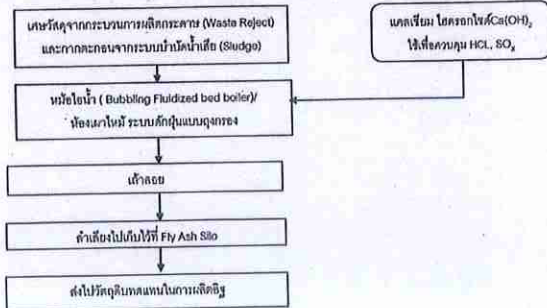 เศษวัสดุจากกระบวนการผลิตกระดาษ (Waste Reject)
และกากตะกอนจากระบบบำบัดน้ำเสีย (Sludge)
แคลเซียม ไฮดรอกไซด์Ca(OH)₂
ใช้เพื่อควบคุม HCL, SOₓ
หม้อไอน้ำ ( Bubbling Fluidized bed boiler)/
ห้องเผาไหม้ ระบบดักฝุ่นแบบถุงกรอง
เถ้าลอย
ลำเลียงไปเก็บไว้ที่ Fly Ash Silo
ส่งไปวัตถุดิบทดแทนในการผลิตอิฐ